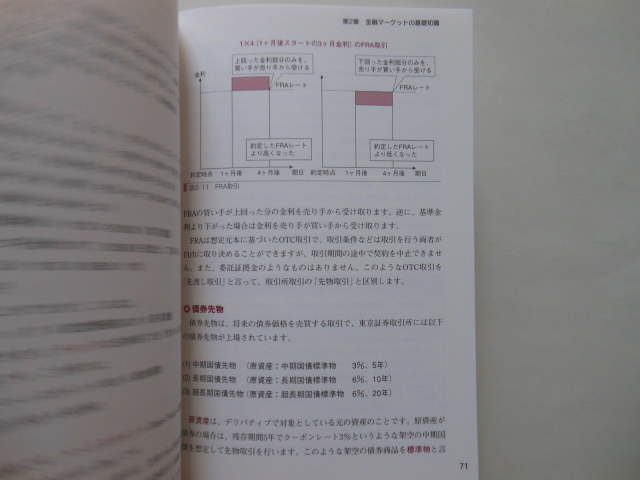 第2章 金融マーケットの基礎知識
1×4（1ヶ月後スタートの3ヶ月金利）のFRA取引
金利
上回った金利部分のみを、
買い手が売り手から受ける
FRAレート
約定したFRAレート
より高くなった
約定時点 1ヶ月後 4ヶ月後 期日
下回った金利部分のみを、
売り手が買い手から受ける
FRAレート
約定したFRAレート
より低くなった
約定時点 1ヶ月後 4ヶ月後 期日
図2-11 FRA取引
FRAの買い手が上回った分の金利を売り手から受け取ります。逆に、基準金
利より下がった場合は金利を売り手が買い手から受け取ります。
FRAは想定元本に基づいたOTC取引で、取引条件などは取引を行う両者が
自由に取り決めることができますが、取引期間の途中で契約を中止できませ
ん。また、委託証拠金のようなものはありません。このようなOTC取引を
「先渡し取引」と言って、取引所取引の「先物取引」と区別します。
債券先物
債券先物は、将来の債券価格を売買する取引で、東京証券取引所には以下
の債券先物が上場されています。
(1) 中期国債先物 （原資産：中期国債標準物 3%、5年）
(2) 長期国債先物 （原資産：長期国債標準物 6%、10年）
(3) 超長期国債先物（原資産：超長期国債標準物 6%、20年）
原資産は、デリバティブで対象としている元の資産のことです。原資産が
債券の場合は、残存期間5年でクーポンレート3%というような架空の中期国
債を想定して先物取引を行います。このような架空の債券商品を標準物と言
71